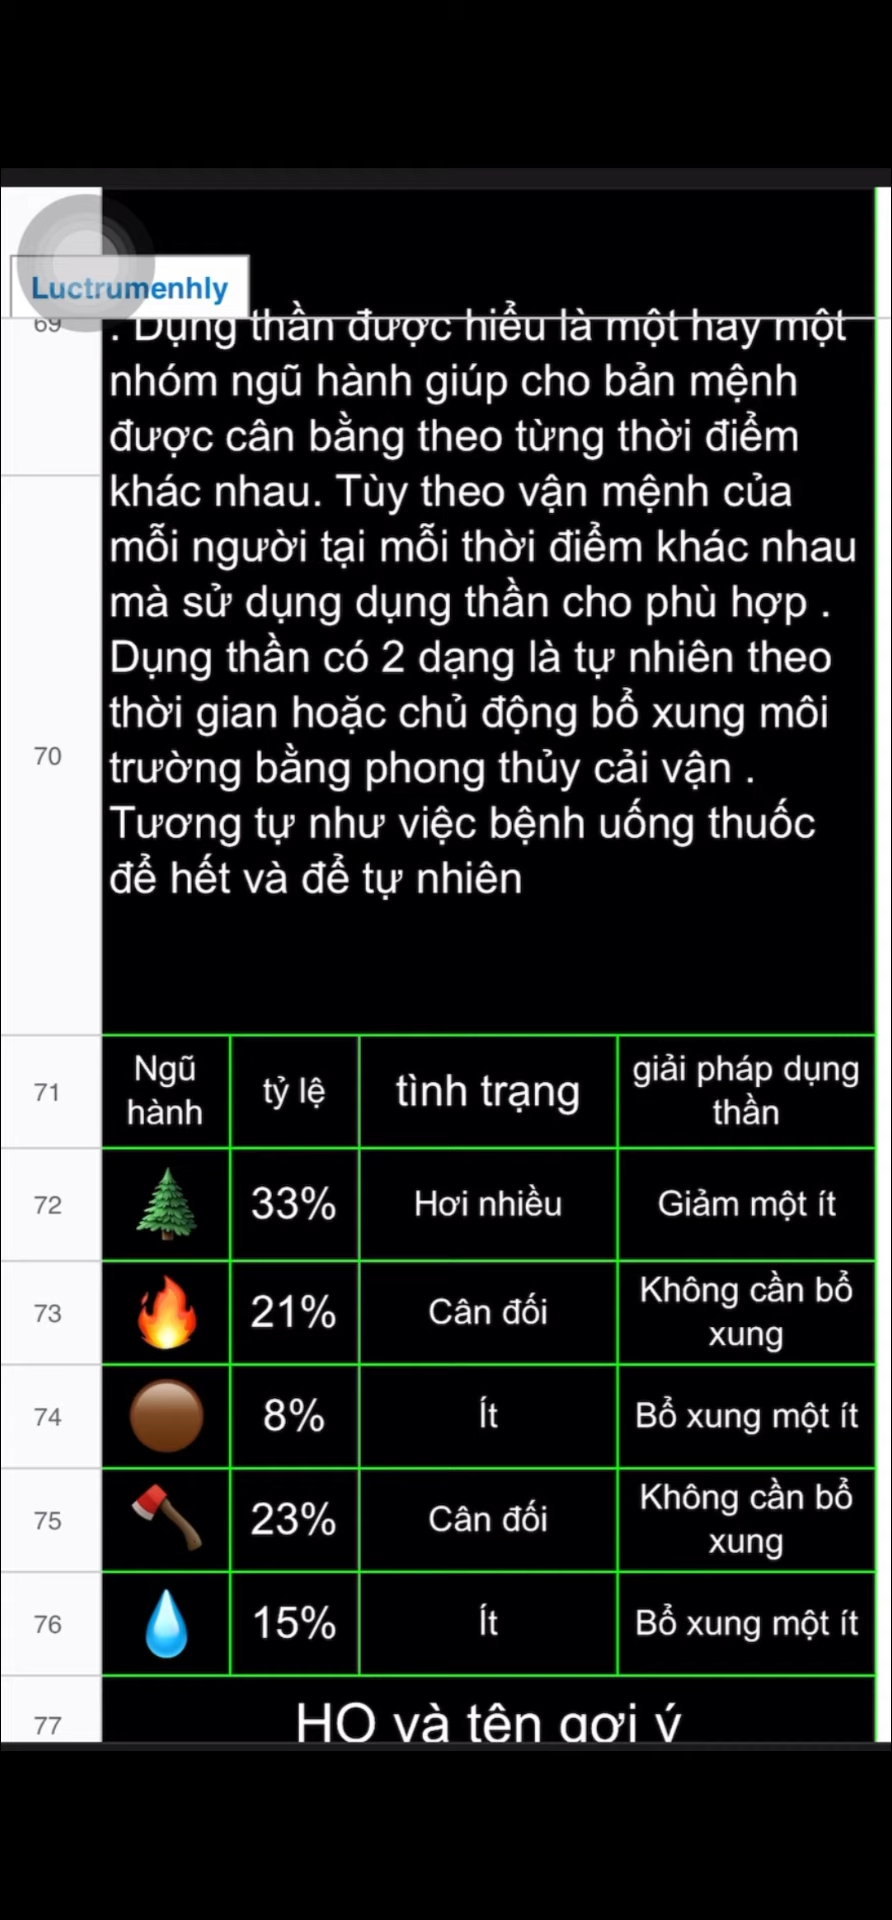 Luctrumenhly
69
. Dụng thần được hiểu là một hay một
nhóm ngũ hành giúp cho bản mệnh
được cân bằng theo từng thời điểm
khác nhau. Tùy theo vận mệnh của
mỗi người tại mỗi thời điểm khác nhau
mà sử dụng dụng thần cho phù hợp .
Dụng thần có 2 dạng là tự nhiên theo
thời gian hoặc chủ động bổ xung môi
70
trường bằng phong thủy cải vận .
Tương tự như việc bệnh uống thuốc
để hết và để tự nhiên
71
Ngũ
hành
tỷ lệ
tình trạng
giải pháp dụng
thần
72
33%
Hơi nhiều
Giảm một ít
73
21%
Cân đối
Không cần bổ
xung
74
8%
Ít
Bổ xung một ít
75
23%
Cân đối
Không cần bổ
xung
76
15%
Ít
Bổ xung một ít
77
HỌ và tên gợi ý